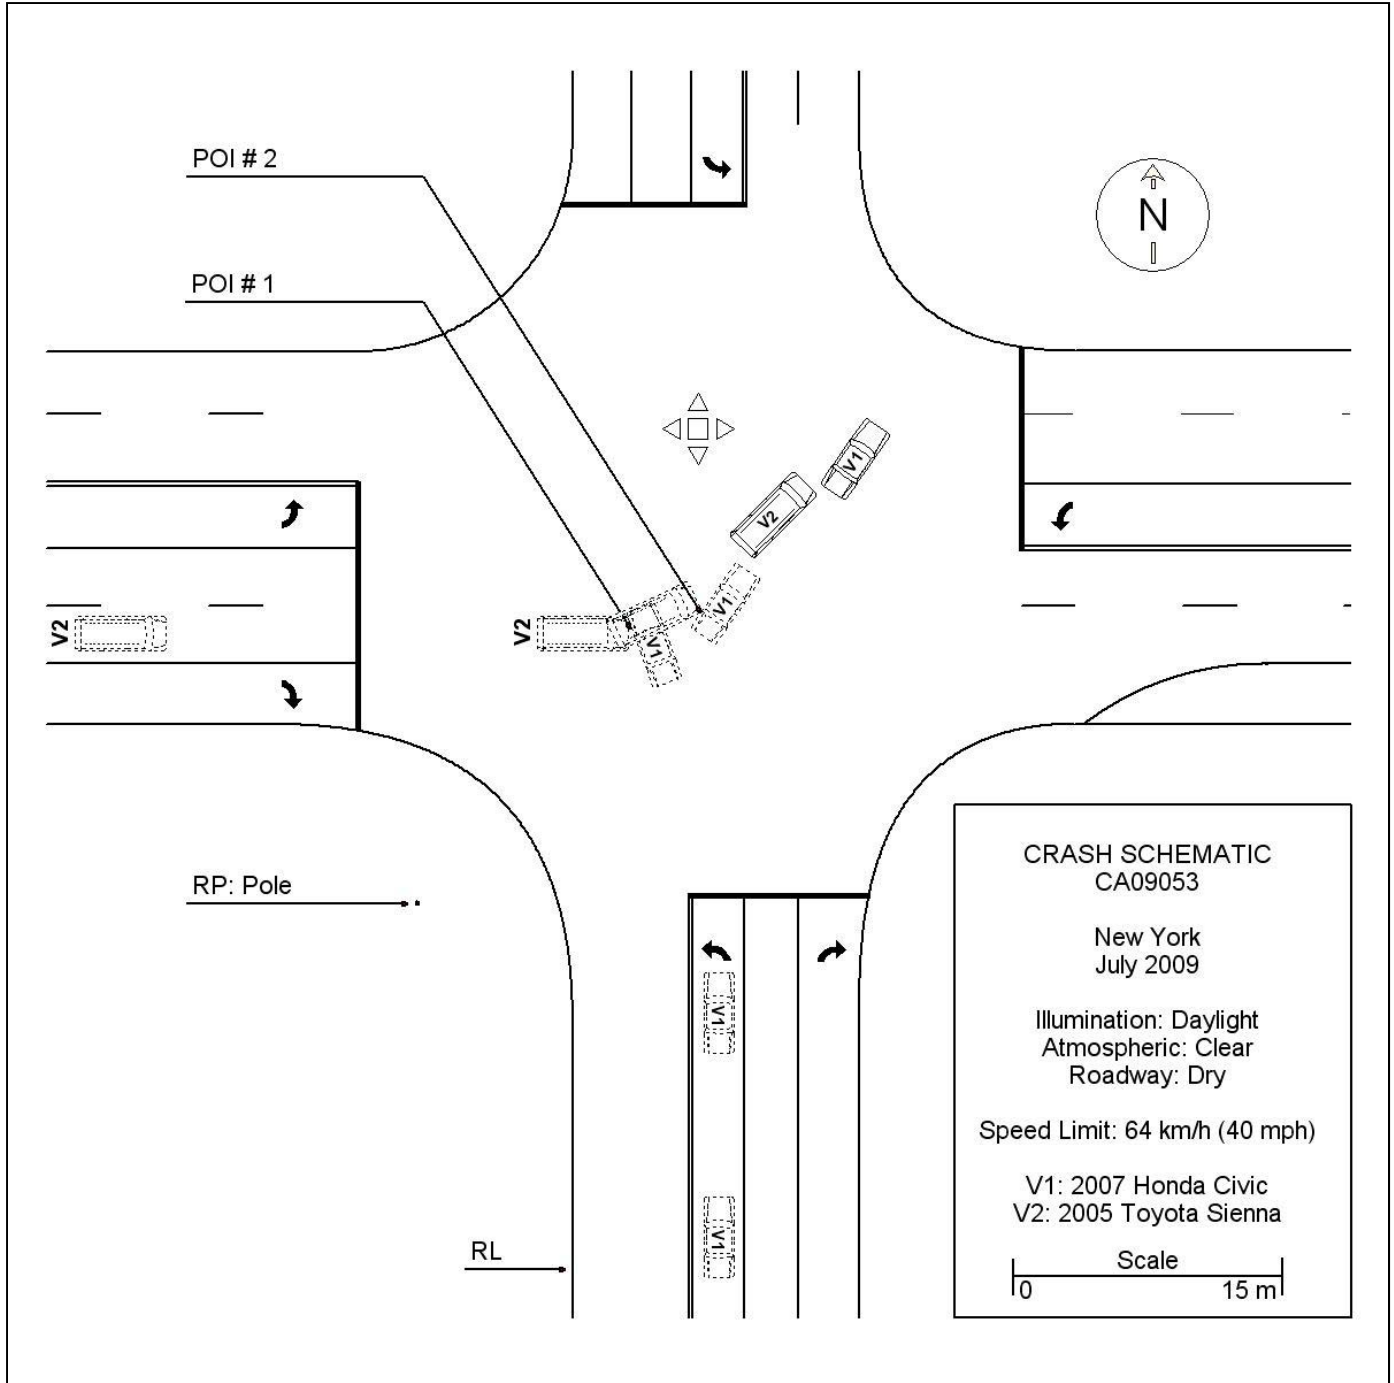 POI # 2
POI # 1
N
V1
V2
V1
V2
V2
V1
RP: Pole
V1
V1
RL
CRASH SCHEMATIC
CA09053
New York
July 2009
Illumination: Daylight
Atmospheric: Clear
Roadway: Dry
Speed Limit: 64 km/h (40 mph)
V1: 2007 Honda Civic
V2: 2005 Toyota Sienna
Scale
0 15 m